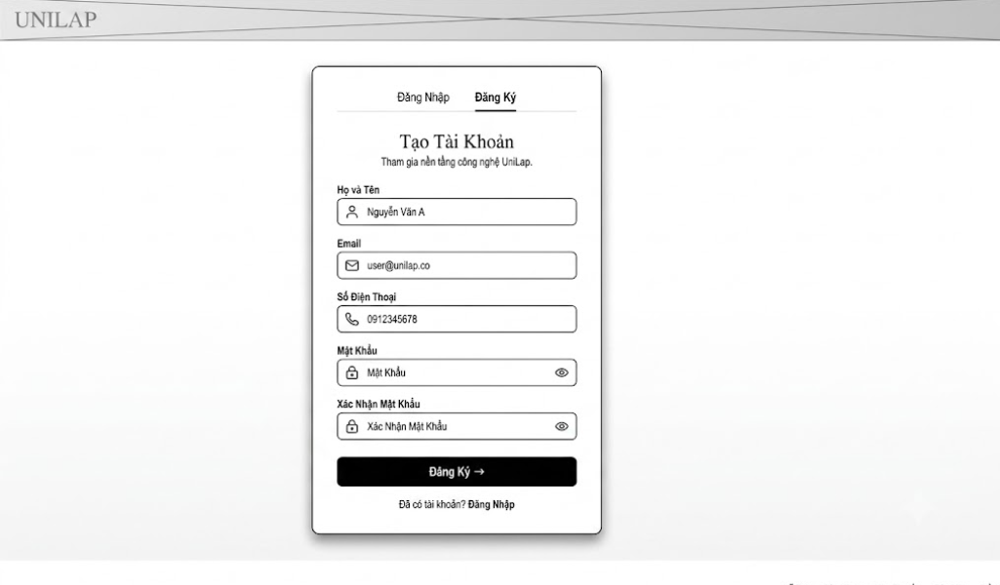 UNILAP
Đăng Nhập Đăng Ký
Tạo Tài Khoản
Tham gia nền tảng công nghệ UniLap.
Họ và Tên
Nguyễn Văn A
Email
user@unilap.co
Số Điện Thoại
0912345678
Mật Khẩu
Mật Khẩu
Xác Nhận Mật Khẩu
Xác Nhận Mật Khẩu
Đăng Ký →
Đã có tài khoản? Đăng Nhập